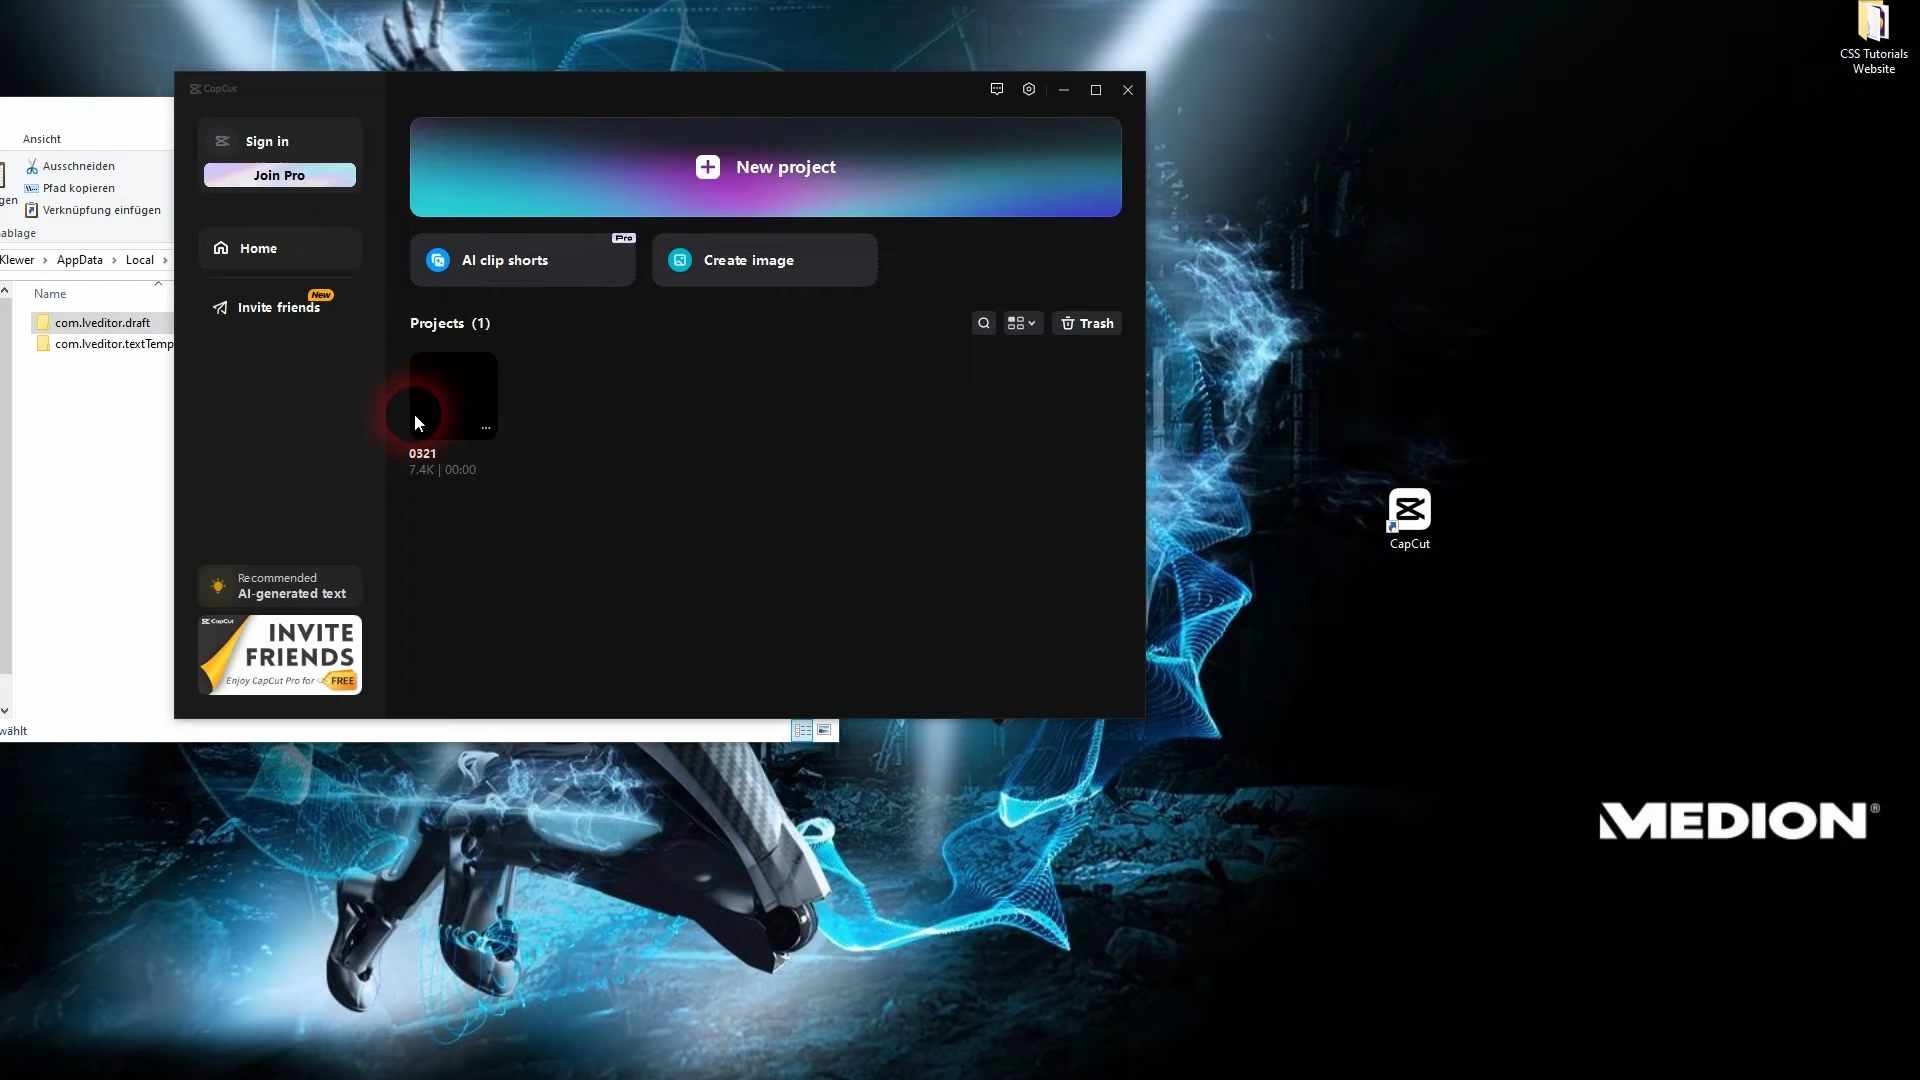 CSS Tutorials
Website
CapCut
Sign in
Join Pro
Home
New
Invite friends
New project
Pro
AI clip shorts
Create image
Projects (1)
Trash
...
0321
7.4K | 00:00
Recommended
AI-generated text
CapCut
INVITE
FRIENDS
Enjoy CapCut Pro for FREE
Ansicht
Ausschneiden
Pfad kopieren
gen
Verknüpfung einfügen
ablage
Klewer > AppData > Local >
Name
com.lveditor.draft
com.lveditor.textTemp
wählt
CapCut
MEDION®